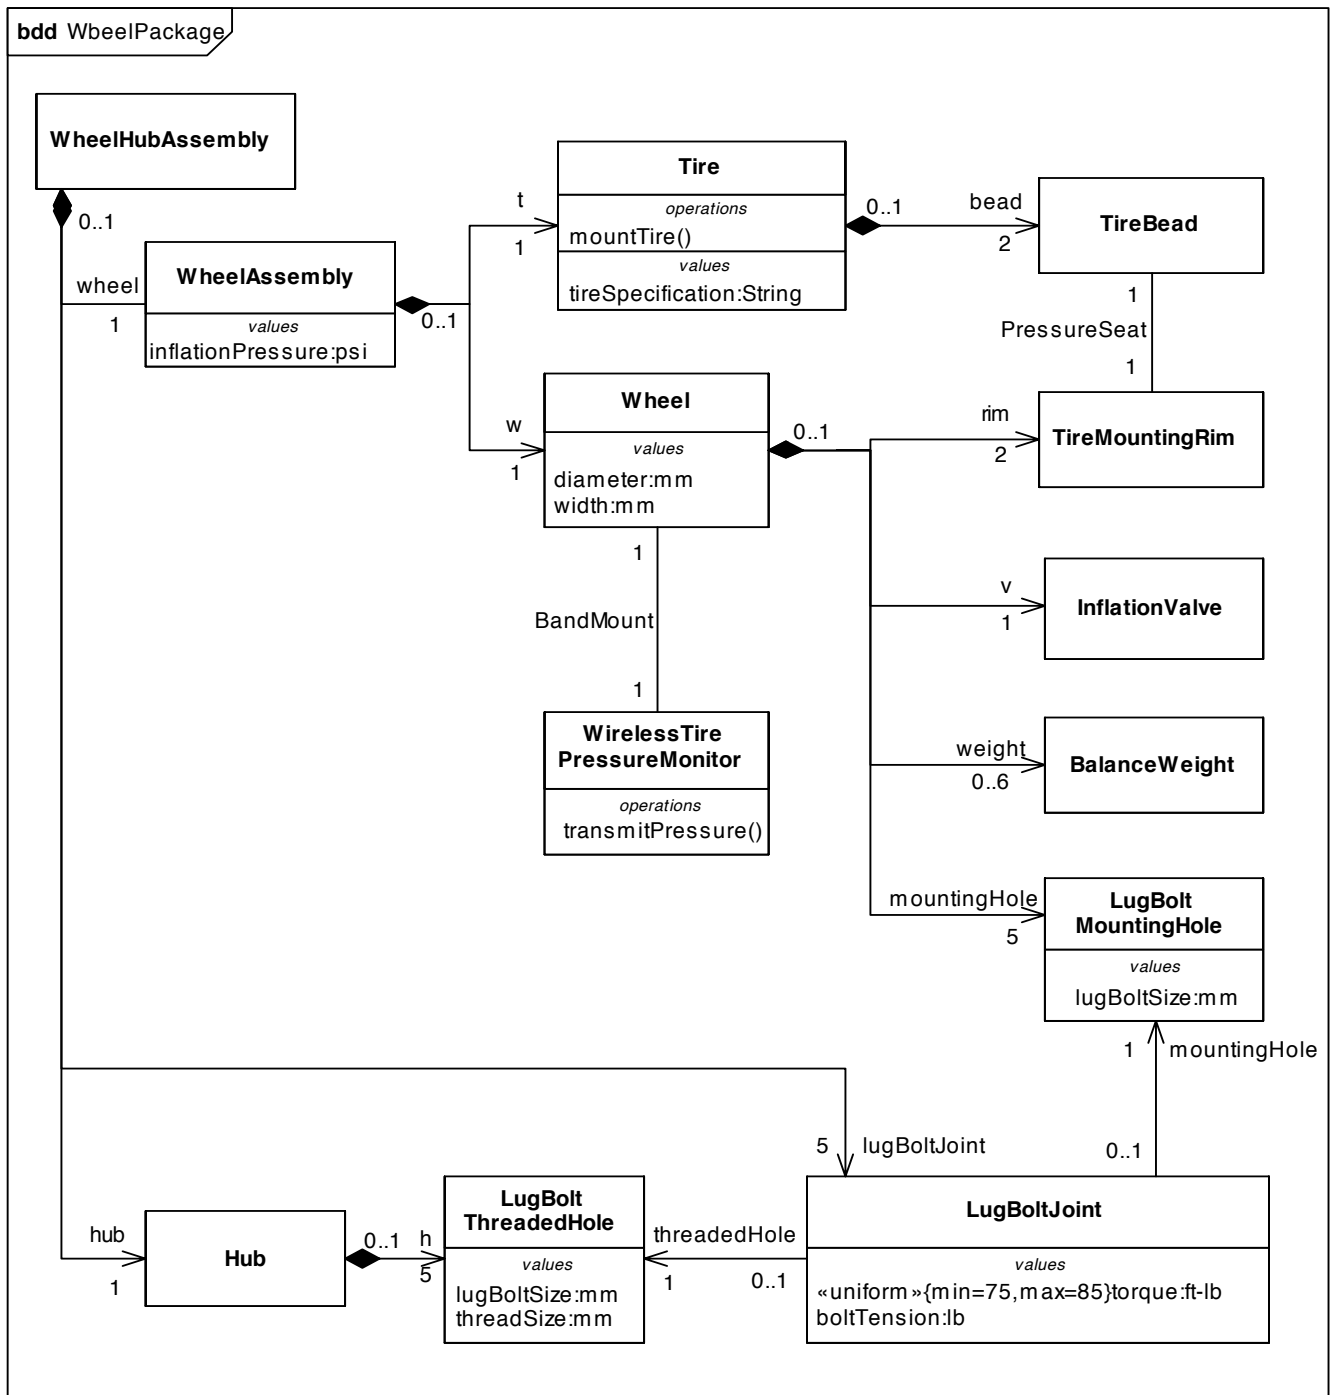 bdd WbeelPackage
WheelHubAssembly
0..1
wheel
1
WheelAssembly
values
inflationPressure:psi
0..1
t
1
Tire
operations
mountTire()
values
tireSpecification:String
0..1
bead
2
TireBead
1
PressureSeat
1
w
1
Wheel
values
diameter:mm
width:mm
0..1
rim
2
TireMountingRim
1
BandMount
1
v
1
InflationValve
WirelessTire
PressureMonitor
operations
transmitPressure()
weight
0..6
BalanceWeight
mountingHole
5
LugBolt
MountingHole
values
lugBoltSize:mm
1
mountingHole
0..1
5
lugBoltJoint
hub
1
Hub
0..1
h
5
LugBolt
ThreadedHole
values
lugBoltSize:mm
threadSize:mm
threadedHole
1
0..1
LugBoltJoint
values
«uniform»{min=75,max=85}torque:ft-lb
boltTension:lb